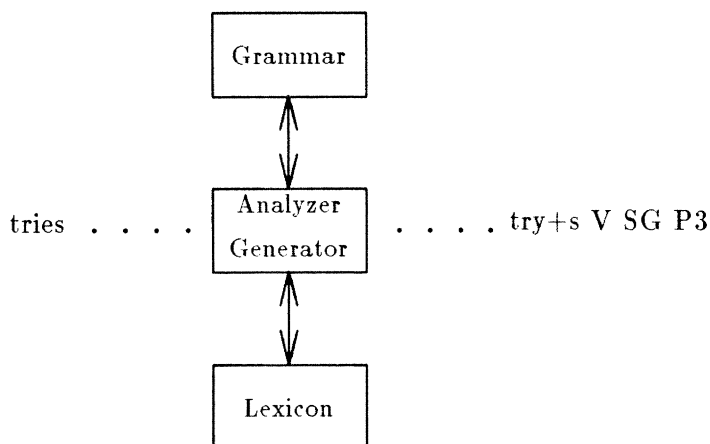 Grammar
tries . . . . Analyzer Generator . . . . try+s V SG P3
Lexicon